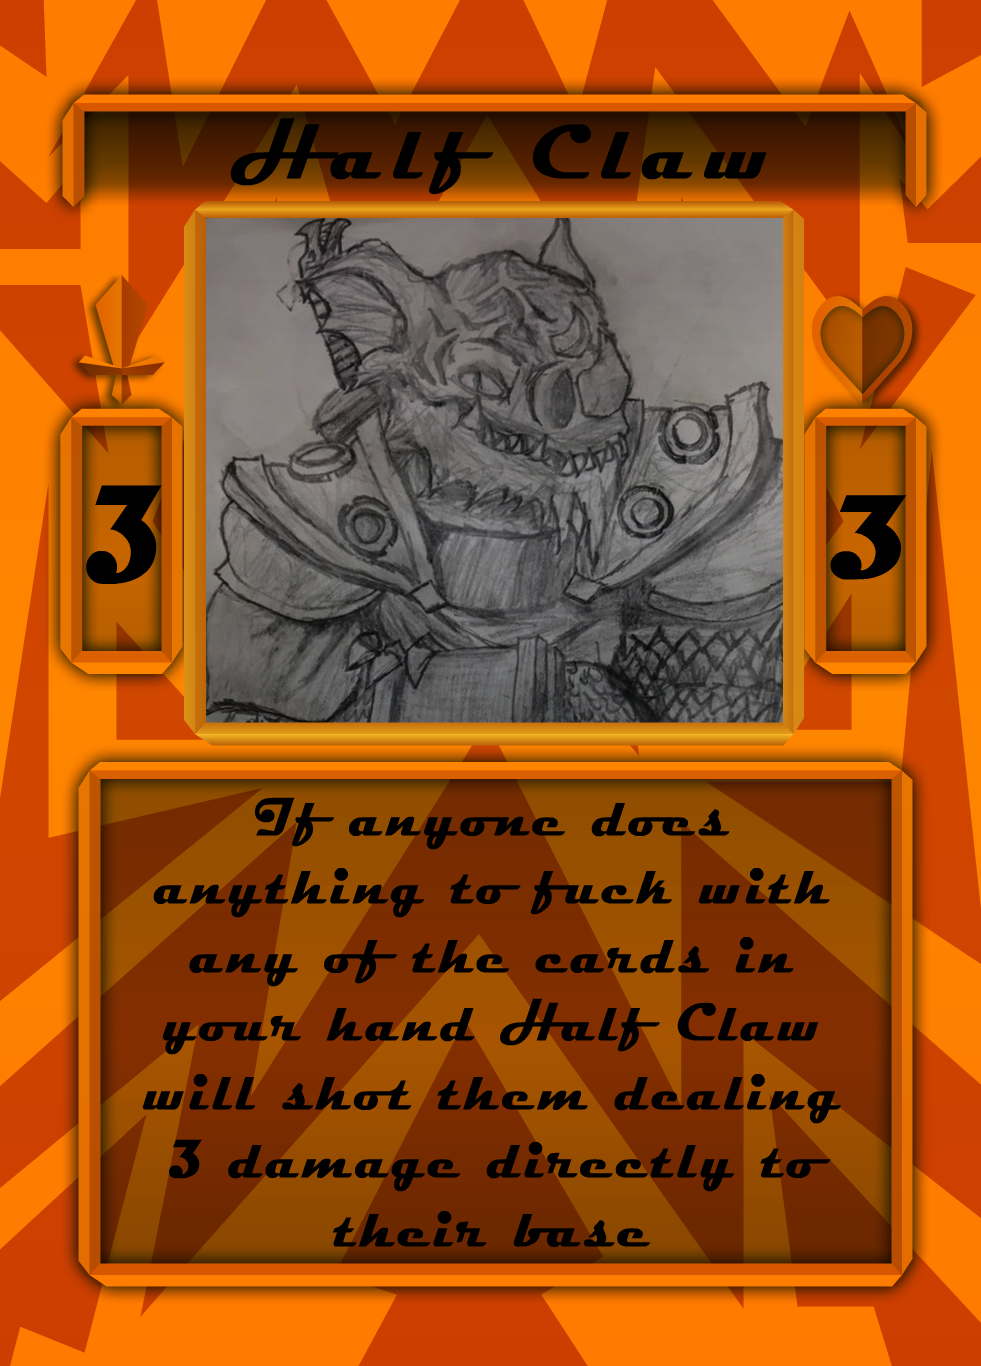 Half Claw
3
3
If anyone does
anything to fuck with
any of the cards in
your hand Half Claw
will shot them dealing
3 damage directly to
their base